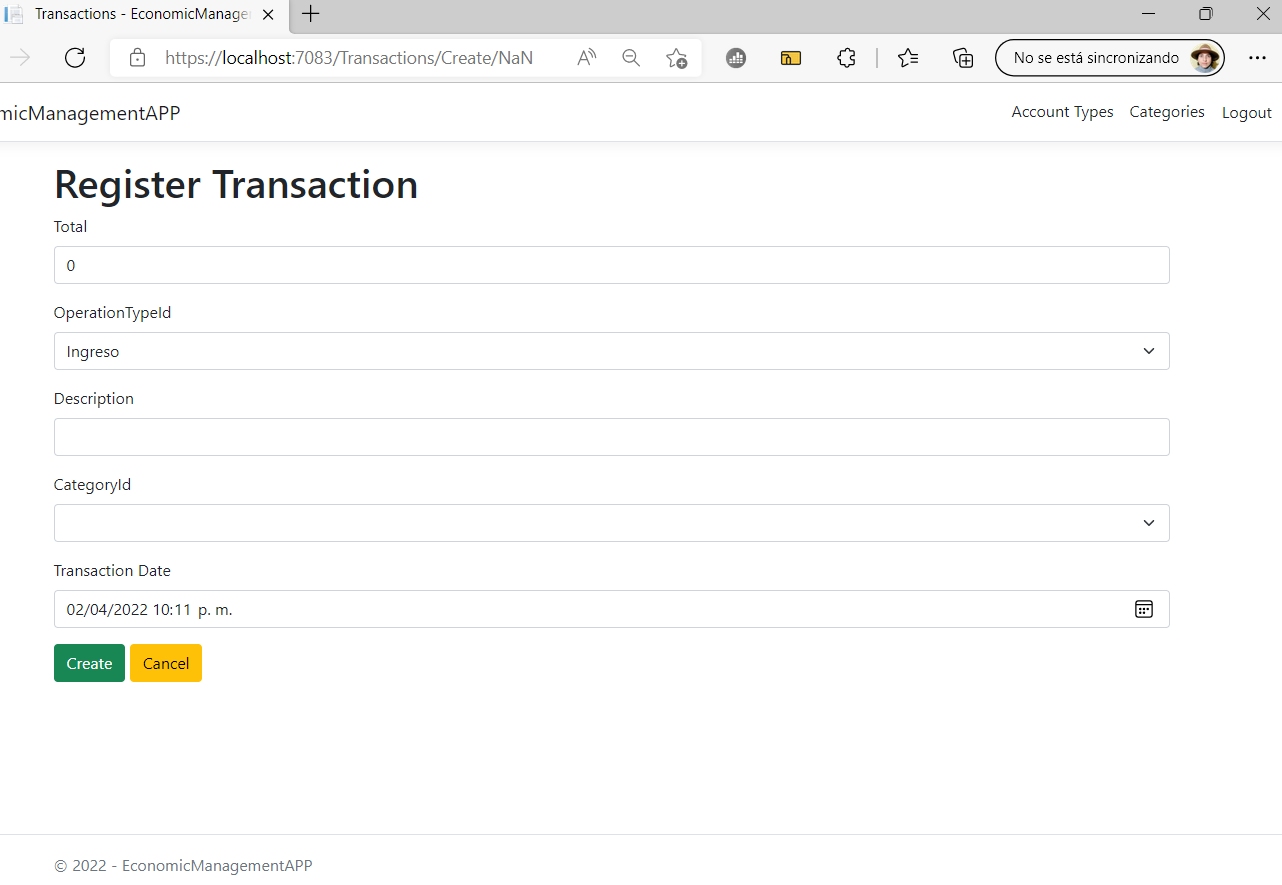 Transactions - EconomicManage
https://localhost:7083/Transactions/Create/NaN
No se está sincronizando
micManagementAPP
Account Types
Categories
Logout
Register Transaction
Total
0
OperationTypeId
Ingreso
Description
CategoryId
Transaction Date
02/04/2022 10:11 p. m.
Create
Cancel
© 2022 - EconomicManagementAPP